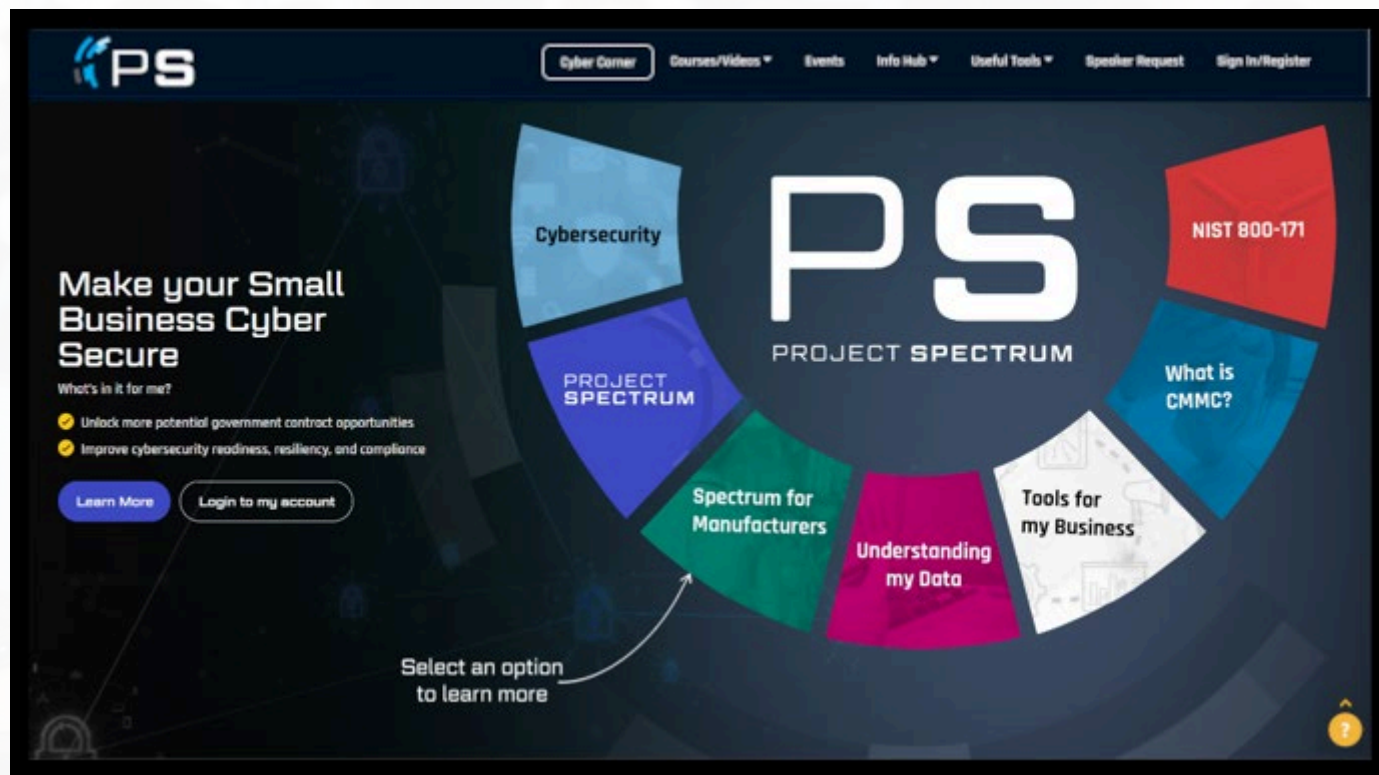 PS
Cyber Corner
Courses/Videos
Events
Info Hub
Useful Tools
Speaker Request
Sign In/Register
Make your Small
Business Cyber
Secure
What's in it for me?
Unlock more potential government contract opportunities
Improve cybersecurity readiness, resiliency, and compliance
Learn More
Login to my account
Select an option
to learn more
PS
PROJECT SPECTRUM
Cybersecurity
PROJECT
SPECTRUM
Spectrum for
Manufacturers
Understanding
my Data
Tools for
my Business
What is
CMMC?
NIST 800-171
?